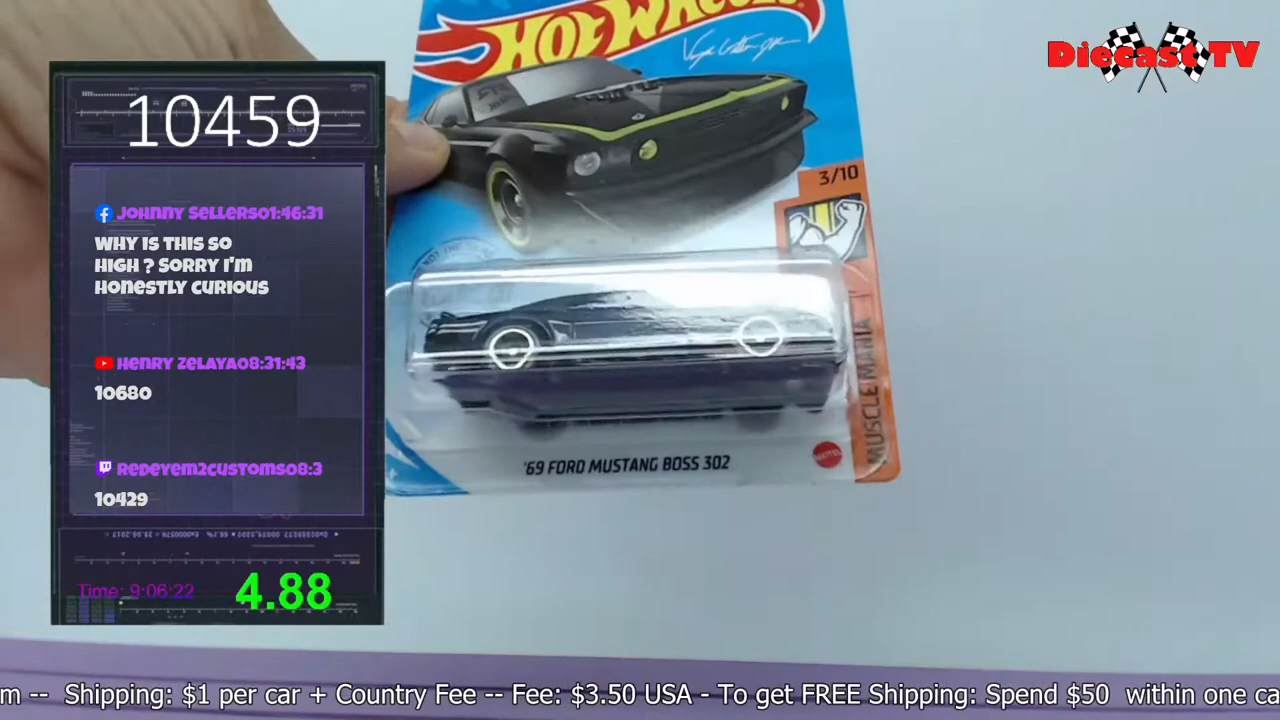 HOT WHEELS
Diecast TV
10459
3/10
Johnny Sellers01:46:31
WHY IS THIS SO
HIGH ? SORRY I'M
HONESTLY CURIOUS
Henry Zelaya08:31:43
10680
MUSCLE MANIA
'69 FORD MUSTANG BOSS 302
MATTEL
RedEyeM2Customs08:3
10429
Time: 9:06:22
4.88
m -- Shipping: $1 per car + Country Fee -- Fee: $3.50 USA - To get FREE Shipping: Spend $50 within one ca